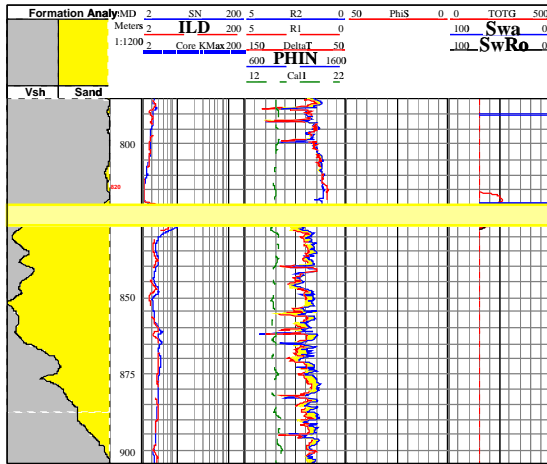 Formation Analy MD 2 SN 200 5 R2 0 50 PhiS 0 0 TOTG 500
Meters 2 ILD 200 5 R1 0 100 Swa 0
1:1200 2 Core KMax 200 150 DeltaT 50 100 SwRo 0
600 PHIN 1600
12 Cal1 22
Vsh Sand
800
820
850
875
900